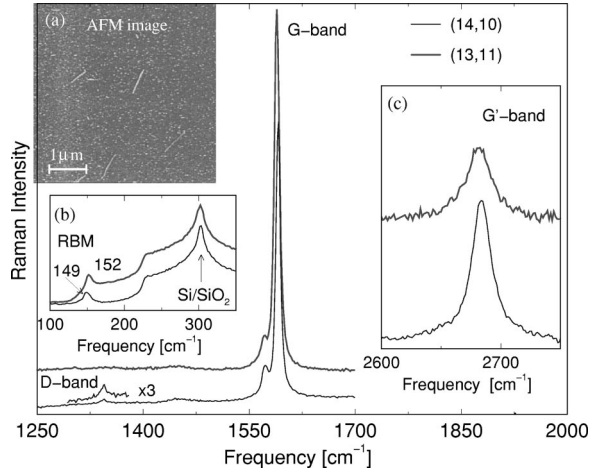 (a)
AFM image
1µm
G−band
(14,10)
(13,11)
(c)
G'−band
2600
2700
Frequency [cm⁻¹]
(b)
RBM
149
152
Si/SiO₂
100
200
300
Frequency [cm⁻¹]
D−band
x3
Raman Intensity
1250
1400
1550
1700
1850
2000
Frequency [cm⁻¹]